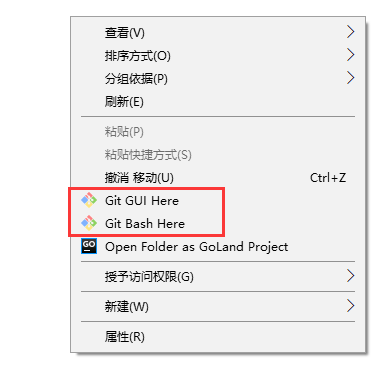 查看(V)
排序方式(O)
分组依据(P)
刷新(E)
粘贴(P)
粘贴快捷方式(S)
撤消 移动(U) Ctrl+Z
Git GUI Here
Git Bash Here
GO Open Folder as GoLand Project
授予访问权限(G)
新建(W)
属性(R)